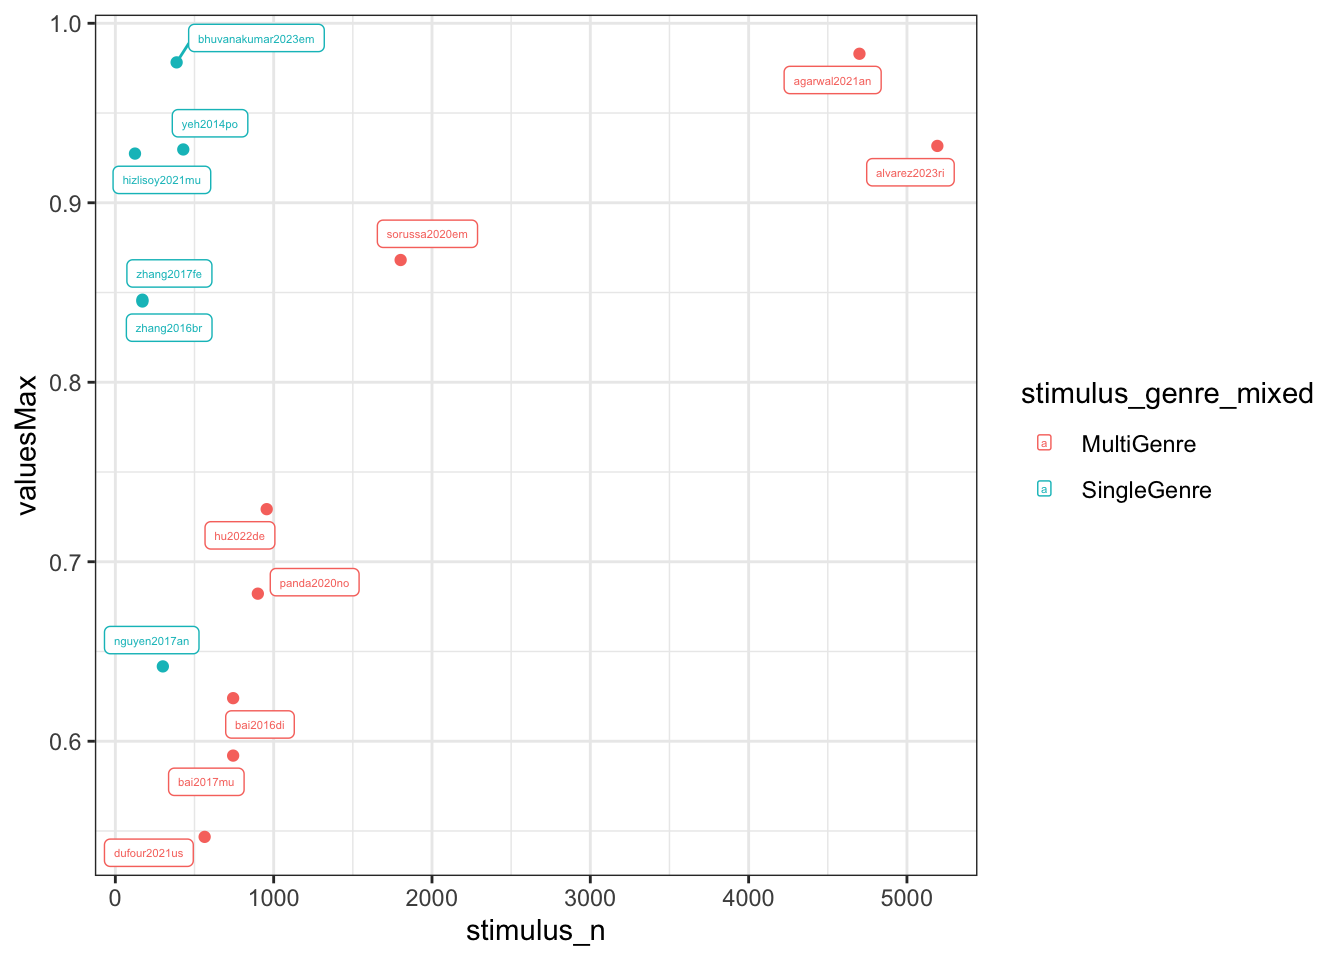 1.0
0.9
0.8
0.7
0.6
valuesMax
bhuvanakumar2023em
agarwal2021an
yeh2014po
hizlisoy2021mu
alvarez2023ri
sorussa2020em
zhang2017fe
zhang2016br
hu2022de
panda2020no
nguyen2017an
bai2016di
bai2017mu
dufour2021us
0
1000
2000
3000
4000
5000
stimulus_n
stimulus_genre_mixed
a MultiGenre
a SingleGenre